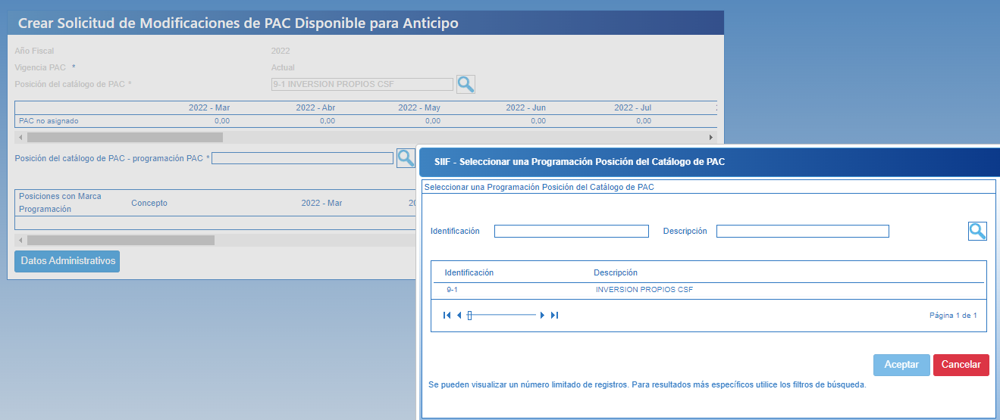 Crear Solicitud de Modificaciones de PAC Disponible para Anticipo
Año Fiscal 2022
Vigencia PAC * Actual
Posición del catálogo de PAC * 9-1 INVERSION PROPIOS CSF
2022 - Mar 2022 - Abr 2022 - May 2022 - Jun 2022 - Jul
PAC no asignado 0,00 0,00 0,00 0,00 0,00
Posición del catálogo de PAC - programación PAC *
Posiciones con Marca
Programación Concepto 2022 - Mar 20
Datos Administrativos
SIIF - Seleccionar una Programación Posición del Catálogo de PAC
Seleccionar una Programación Posición del Catálogo de PAC
Identificación Descripción
Identificación Descripción
9-1 INVERSION PROPIOS CSF
Página 1 de 1
Aceptar Cancelar
Se pueden visualizar un número limitado de registros. Para resultados más específicos utilice los filtros de búsqueda.